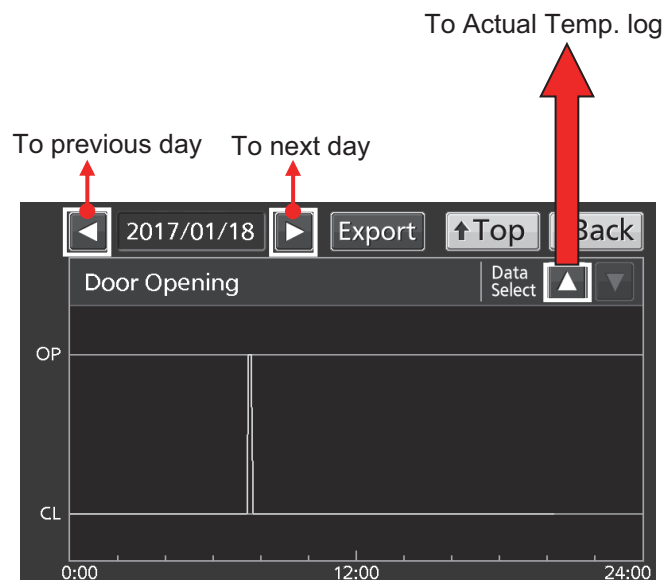 To Actual Temp. log
To previous day
To next day
2017/01/18
Export
Top
Back
Door Opening
Data
Select
OP
CL
0:00
12:00
24:00